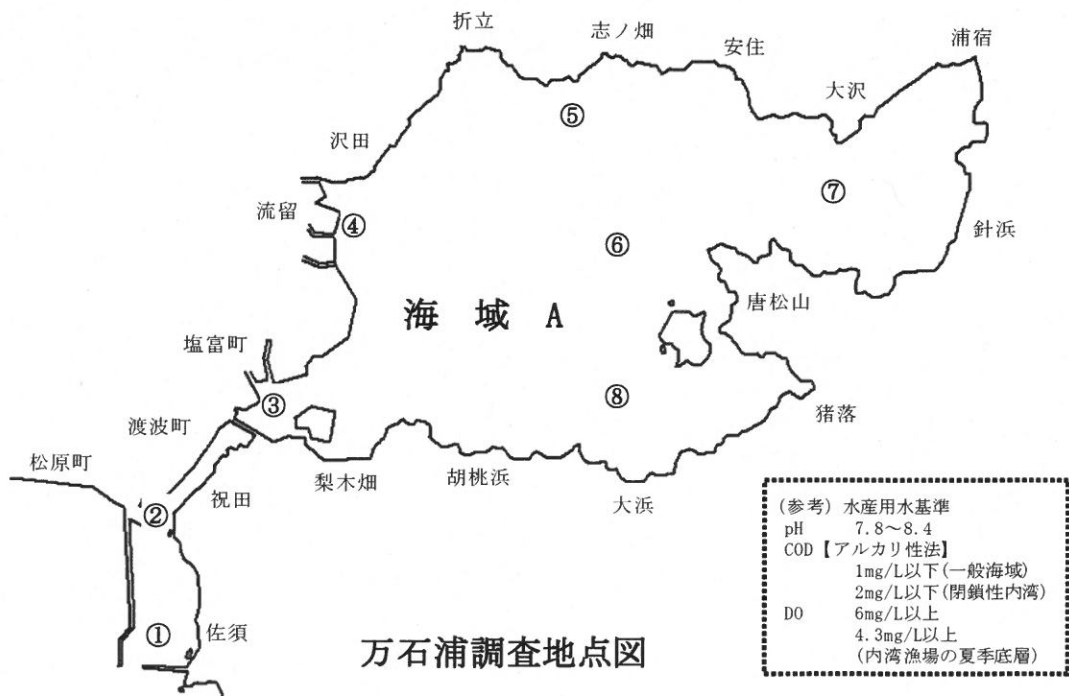 折立
志ノ畑
安住
浦宿
大沢
⑤
沢田
⑦
流留
④
針浜
⑥
唐松山
海域A
塩富町
⑧
③
猪落
渡波町
松原町
梨木畑
胡桃浜
大浜
祝田
②
①
佐須
万石浦調査地点図
(参考) 水産用水基準
pH 7.8～8.4
COD【アルカリ性法】
1mg/L以下(一般海域)
2mg/L以下(閉鎖性内湾)
DO 6mg/L以上
4.3mg/L以上
(内湾漁場の夏季底層)